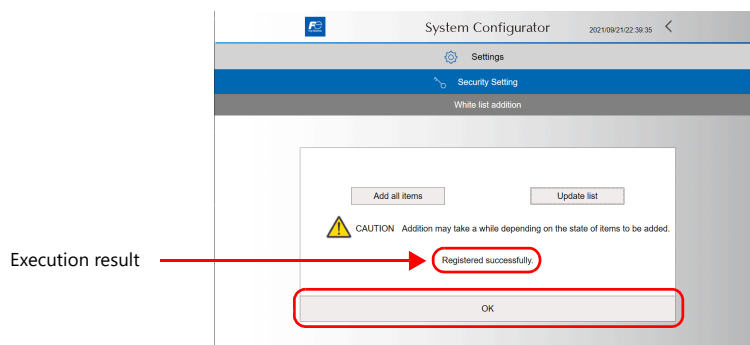 System Configurator
2021/09/21/22:39:35
Settings
Security Setting
White list addition
Add all items
Update list
CAUTION Addition may take a while depending on the state of items to be added.
Execution result
Registered successfully.
OK